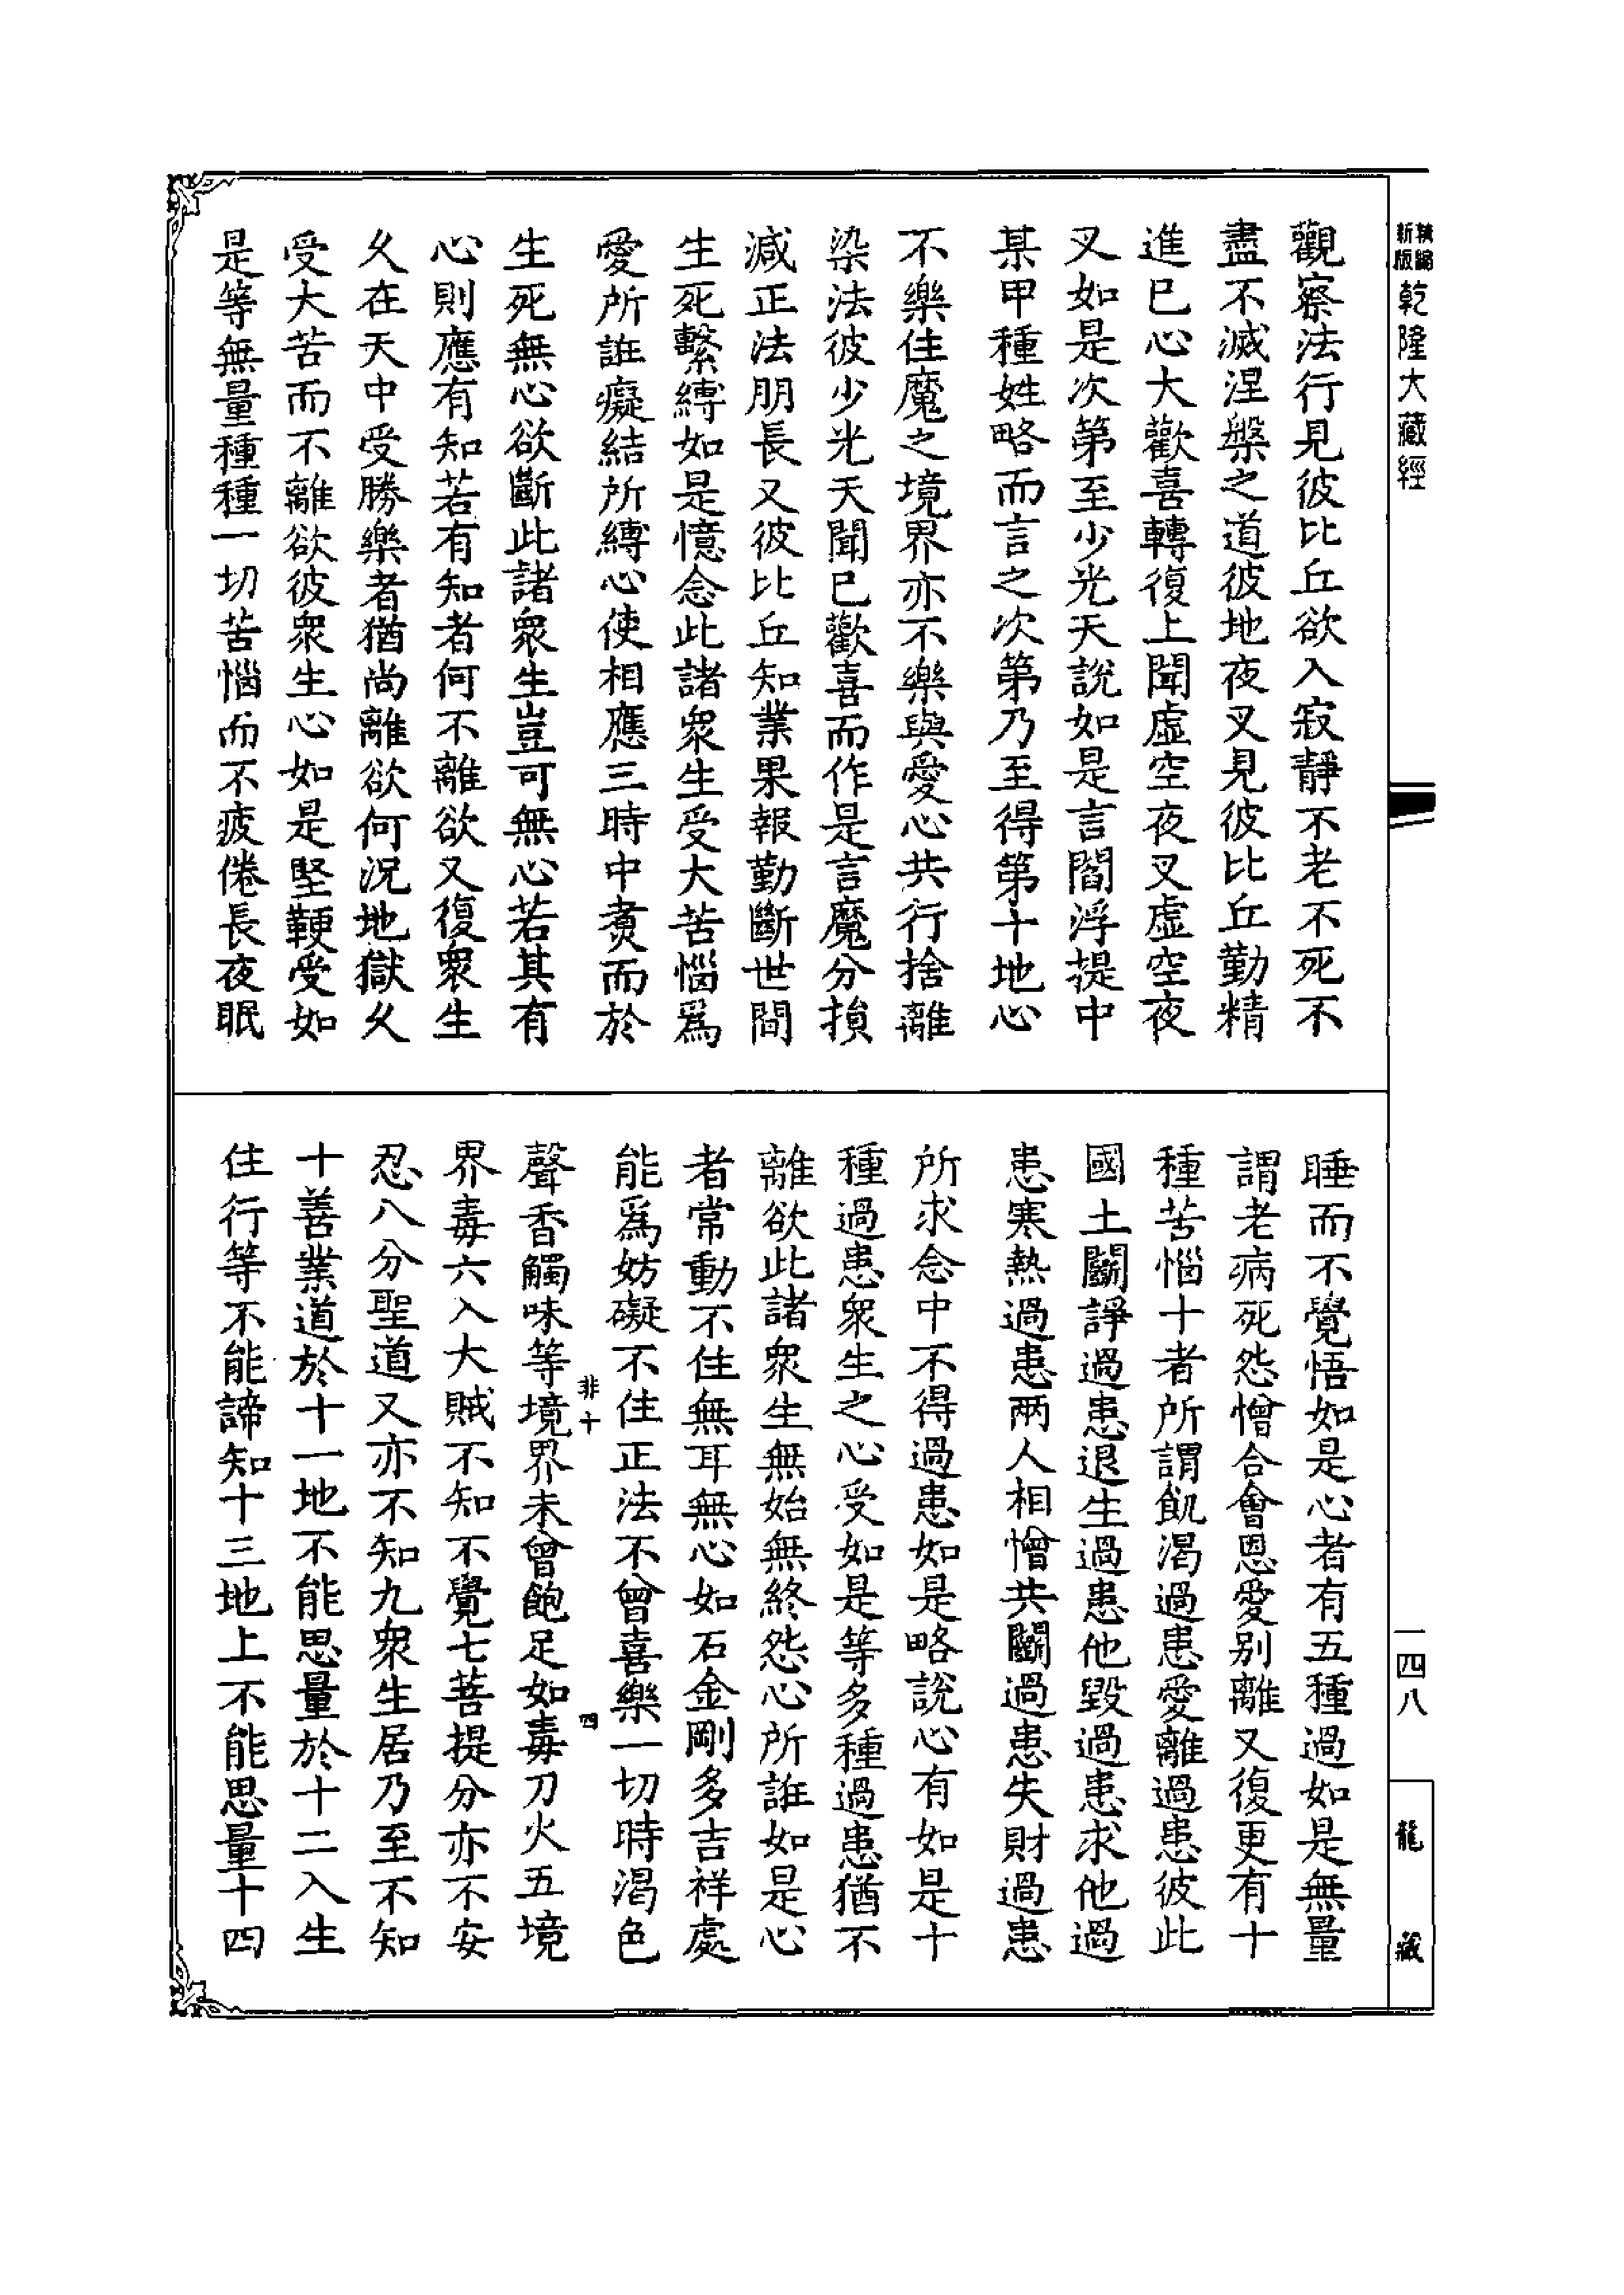 新版
精編
乾隆大藏經
觀察法行見彼比丘欲入寂靜不老不死不
盡不滅涅槃之道彼地夜叉見彼比丘勤精
進已心大歡喜轉復上聞虛空夜叉虛空夜
叉如是次第至少光天說如是言閻浮提中
某甲種姓略而言之次第乃至得第十地心
不樂住魔之境界亦不樂與愛心共行捨離
染法彼少光天聞已歡喜而作是言魔分損
減正法朋長又彼比丘知業果報勤斷世間
生死繫縛如是憶念此諸衆生受大苦惱爲
愛所誑癡結所縛心使相應三時中煑而於
生死無心欲斷此諸衆生豈可無心若其有
心則應有知若有知者何不離欲又復衆生
久在天中受勝樂者猶尚離欲何況地獄久
受大苦而不離欲彼衆生心如是堅鞕受如
是等無量種種一切苦惱而不疲倦長夜眠
睡而不覺悟如是心者有五種過如是無量
謂老病死怨憎合會恩愛別離又復更有十
種苦惱十者所謂飢渴過患愛離過患彼此
國土鬭諍過患退生過患他毀過患求他過
患寒熱過患兩人相憎共鬭過患失財過患
所求念中不得過患如是略說心有如是十
種過患衆生之心受如是等多種過患猶不
離欲此諸衆生無始無終怨心所誑如是心
者常動不住無耳無心如石金剛多吉祥處
能爲妨礙不住正法不曾喜樂一切時渴色
非十
四
聲香觸味等境界未曾飽足如毒刀火五境
界毒六入大賊不知不覺七菩提分亦不安
忍八分聖道又亦不知九衆生居乃至不知
十善業道於十一地不能思量於十二入生
住行等不能諦知十三地上不能思量十四
一四八
龍藏